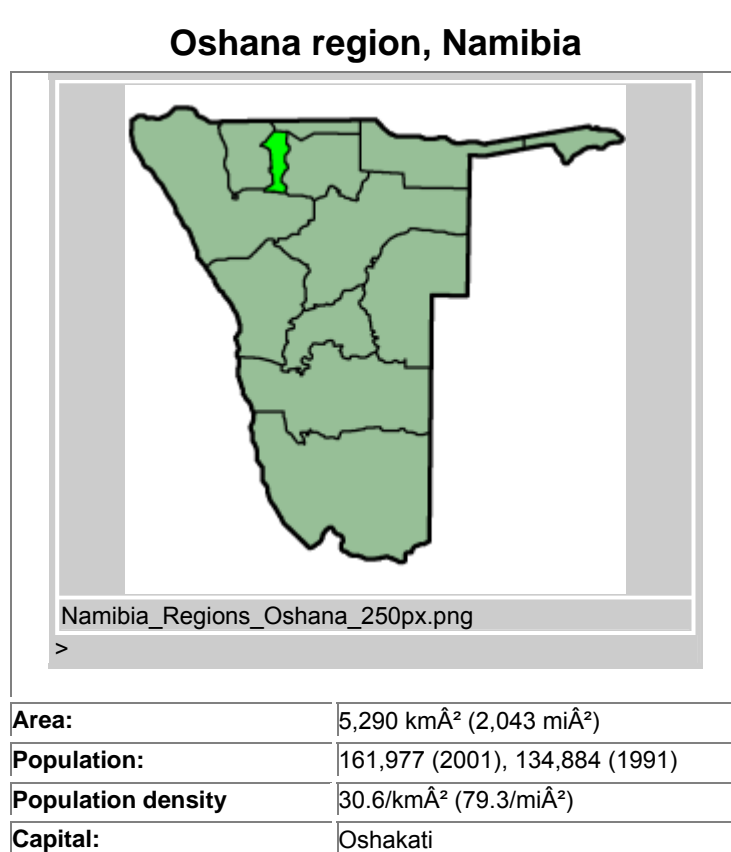 Oshana region, Namibia
Namibia_Regions_Oshana_250px.png
>
Area: 5,290 kmÂ² (2,043 miÂ²)
Population: 161,977 (2001), 134,884 (1991)
Population density 30.6/kmÂ² (79.3/miÂ²)
Capital: Oshakati